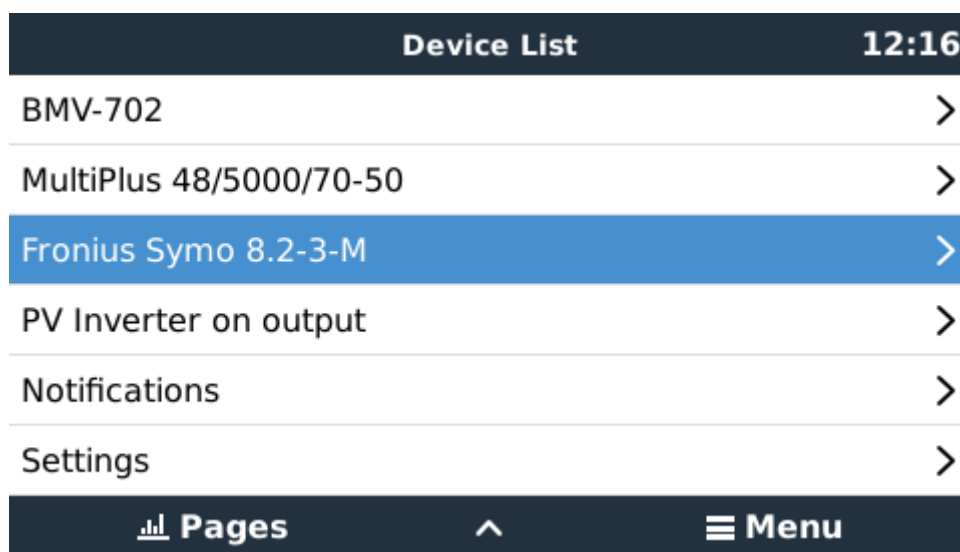 Device List 12:16
BMV-702
MultiPlus 48/5000/70-50
Fronius Symo 8.2-3-M
PV Inverter on output
Notifications
Settings
Pages Menu